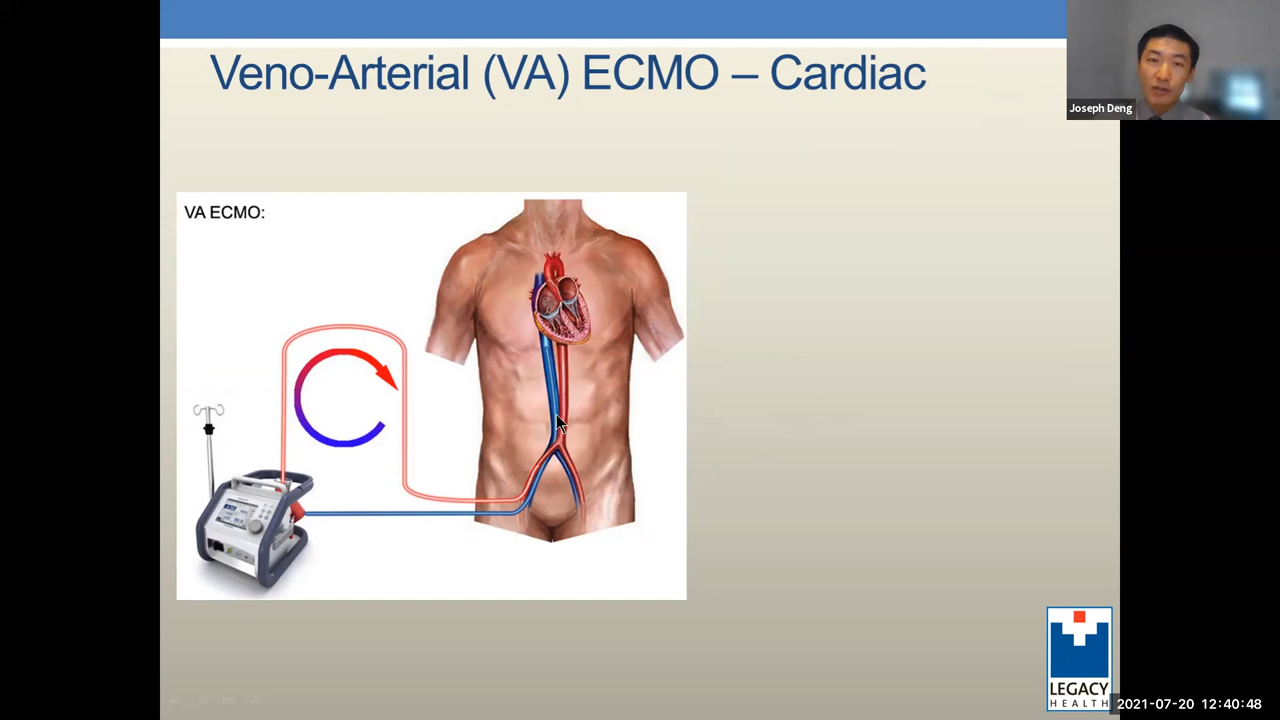 Veno-Arterial (VA) ECMO – Cardiac
Joseph Deng
VA ECMO:
LEGACY
HEALTH
2021-07-20 12:40:48